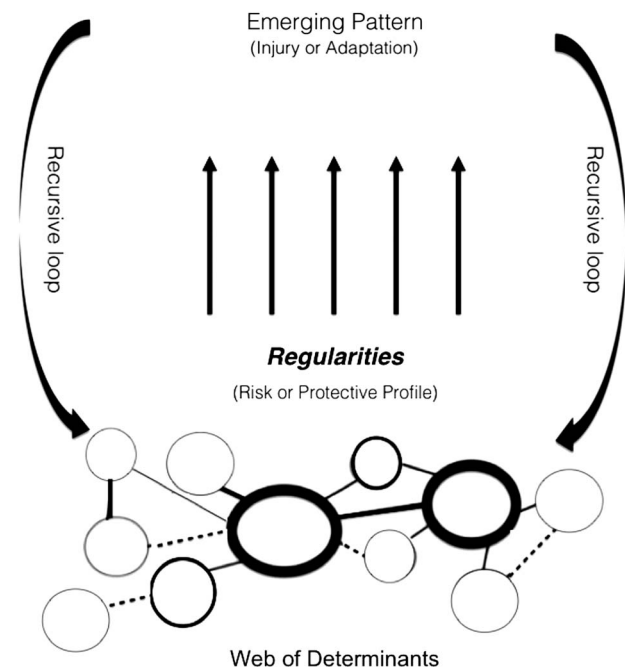 Emerging Pattern
(Injury or Adaptation)
Recursive loop
Recursive loop
Regularities
(Risk or Protective Profile)
Web of Determinants